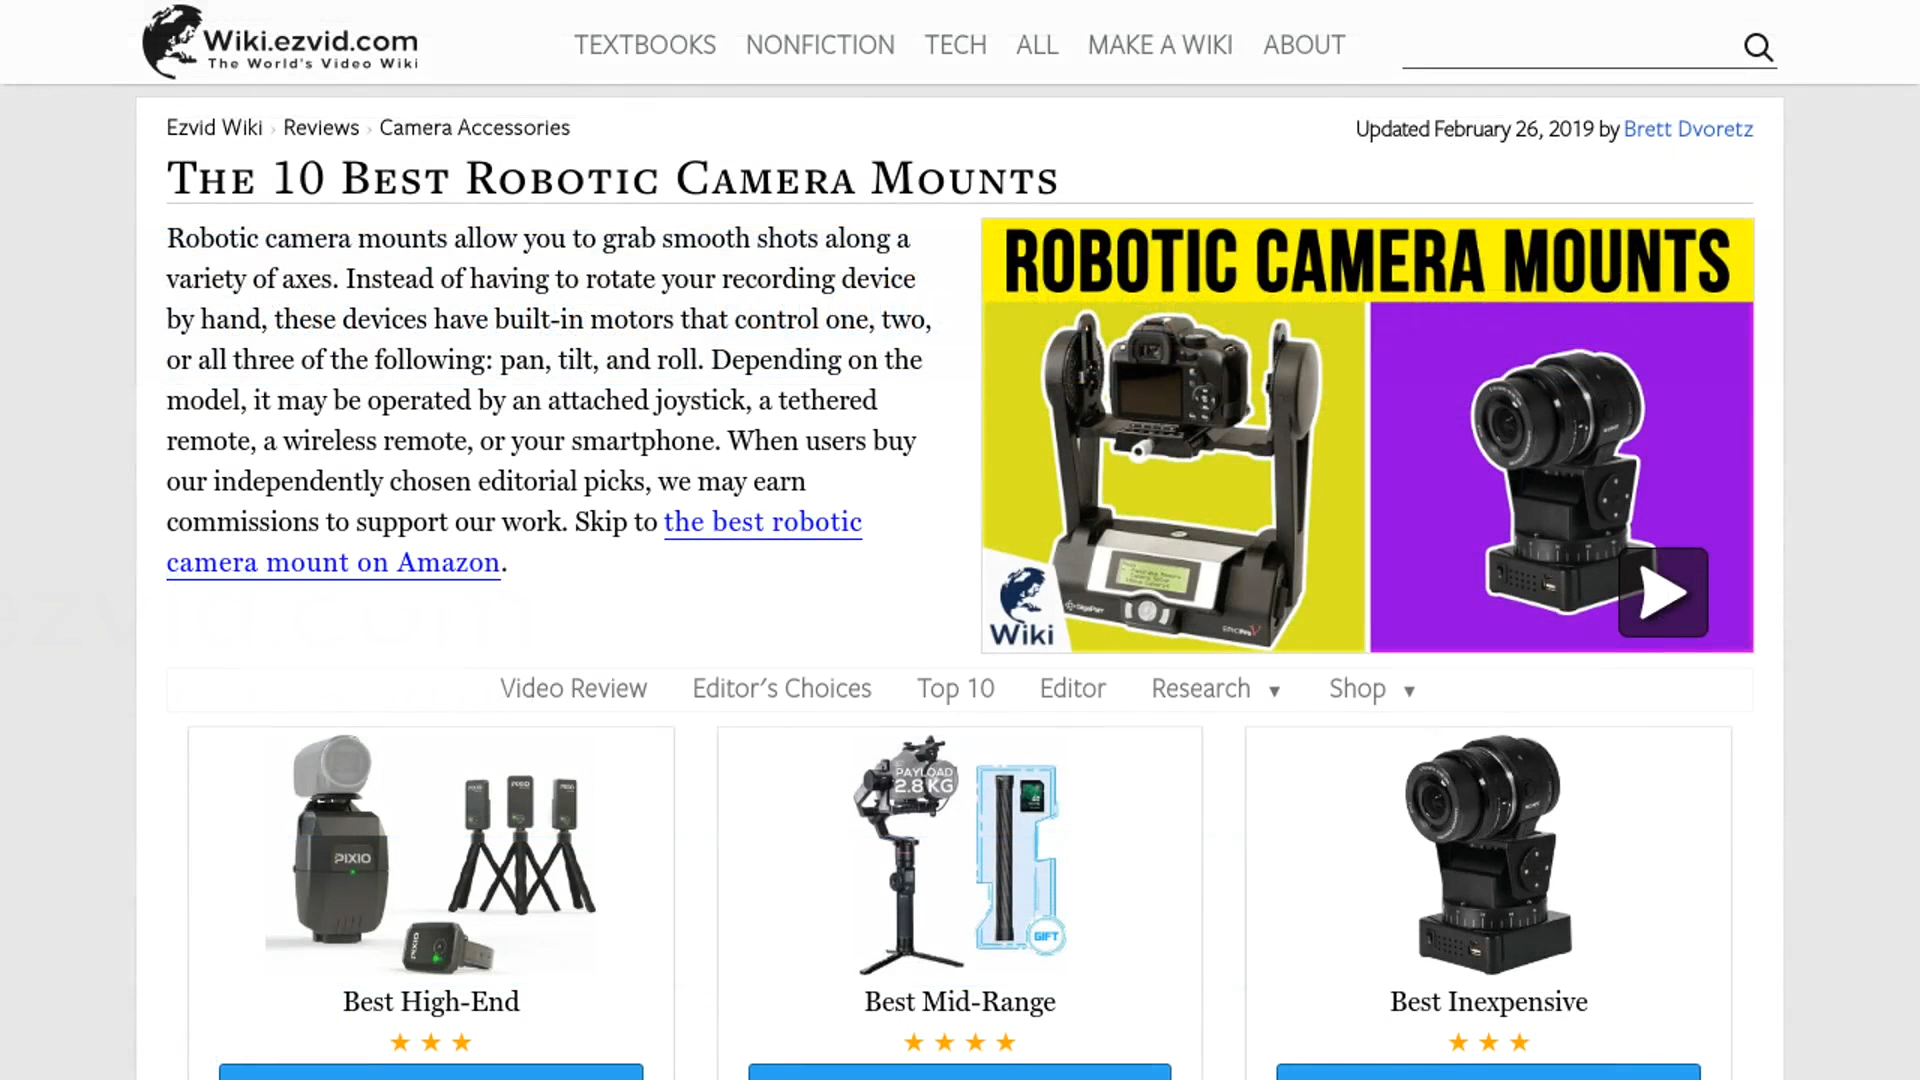 Wiki.ezvid.com
The World's Video Wiki
TEXTBOOKS NONFICTION TECH ALL MAKE A WIKI ABOUT
Ezvid Wiki › Reviews › Camera Accessories
Updated February 26, 2019 by Brett Dvoretz
The 10 Best Robotic Camera Mounts
Robotic camera mounts allow you to grab smooth shots along a
variety of axes. Instead of having to rotate your recording device
by hand, these devices have built-in motors that control one, two,
or all three of the following: pan, tilt, and roll. Depending on the
model, it may be operated by an attached joystick, a tethered
remote, a wireless remote, or your smartphone. When users buy
our independently chosen editorial picks, we may earn
commissions to support our work. Skip to the best robotic
camera mount on Amazon.
ROBOTIC CAMERA MOUNTS
GigaPan
EPIC Pro V
Wiki
Video Review Editor's Choices Top 10 Editor Research ▼ Shop ▼
PIXIO
PIXIO
PIXIO
PIXIO
PIXIO
PAYLOAD
2.8 KG
GIFT
Best High-End
Best Mid-Range
Best Inexpensive